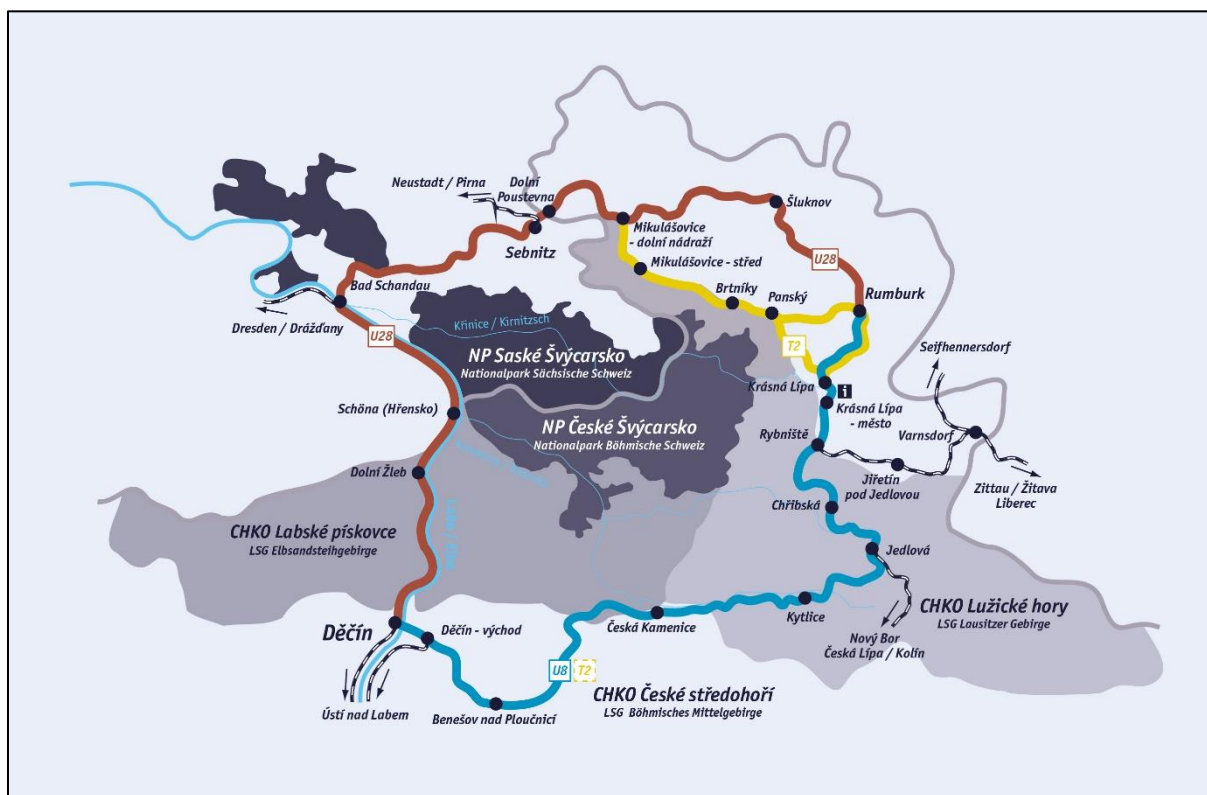 Neustadt / Pirna
Dolní
Poustevna
Sebnitz
Šluknov
Mikulášovice
- dolní nádraží
Mikulášovice - střed
U28
Brtníky
Panský
Rumburk
Bad Schandau
Dresden / Drážďany
U28
Křinice / Kirnitzsch
T2
Seifhennersdorf
NP Saské Švýcarsko
Nationalpark Sächsische Schweiz
Krásná Lípa
i
Krásná Lípa
- město
Schöna (Hřensko)
NP České Švýcarsko
Nationalpark Böhmische Schweiz
Rybniště
Varnsdorf
Jiřetín
pod Jedlovou
Zittau / Žitava
Liberec
Dolní Žleb
Chřibská
CHKO Labské pískovce
LSG Elbsandsteihgebirge
Labe / Elbe
Jedlová
CHKO Lužické hory
LSG Lausitzer Gebirge
Kytlice
Česká Kamenice
Nový Bor
Česká Lípa / Kolín
Děčín
Děčín - východ
U8
T2
CHKO České středohoří
LSG Böhmisches Mittelgebirge
Benešov nad Ploučnicí
Ústí nad Labem